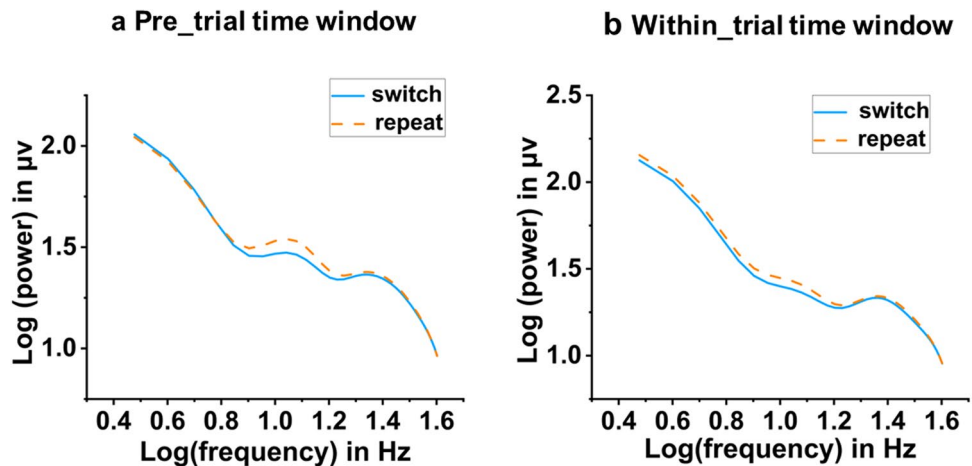 a Pre_trial time window
switch
repeat
2.0
1.5
1.0
Log (power) in μv
0.4 0.6 0.8 1.0 1.2 1.4 1.6
Log(frequency) in Hz
b Within_trial time window
switch
repeat
2.5
2.0
1.5
1.0
Log (power) in μv
0.4 0.6 0.8 1.0 1.2 1.4 1.6
Log(frequency) in Hz